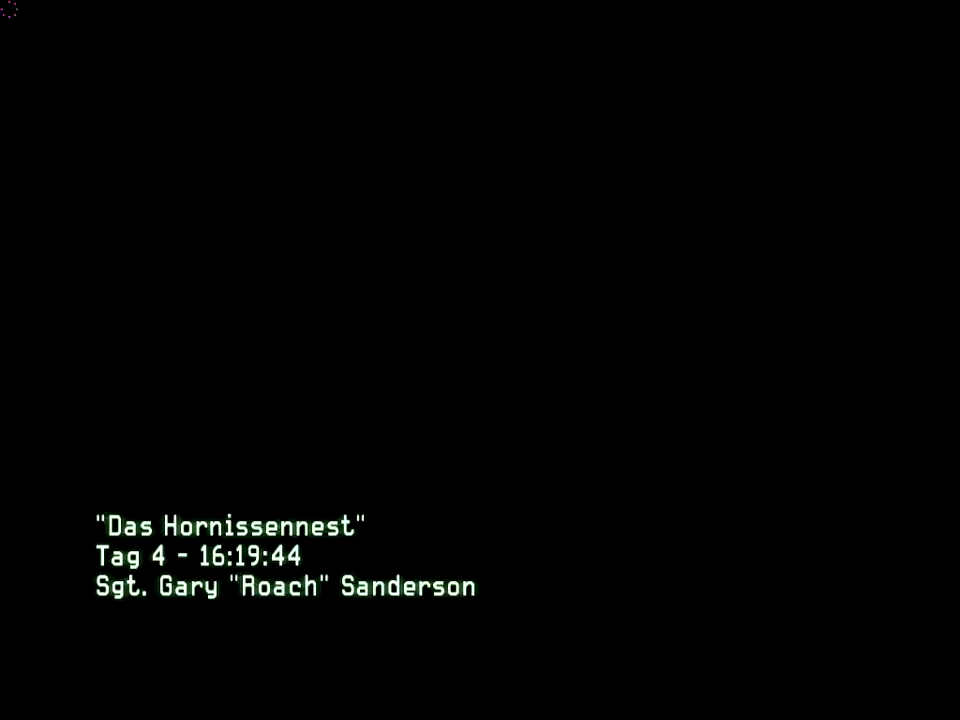 "Das Hornissennest"
Tag 4 - 16:19:44
Sgt. Gary "Roach" Sanderson